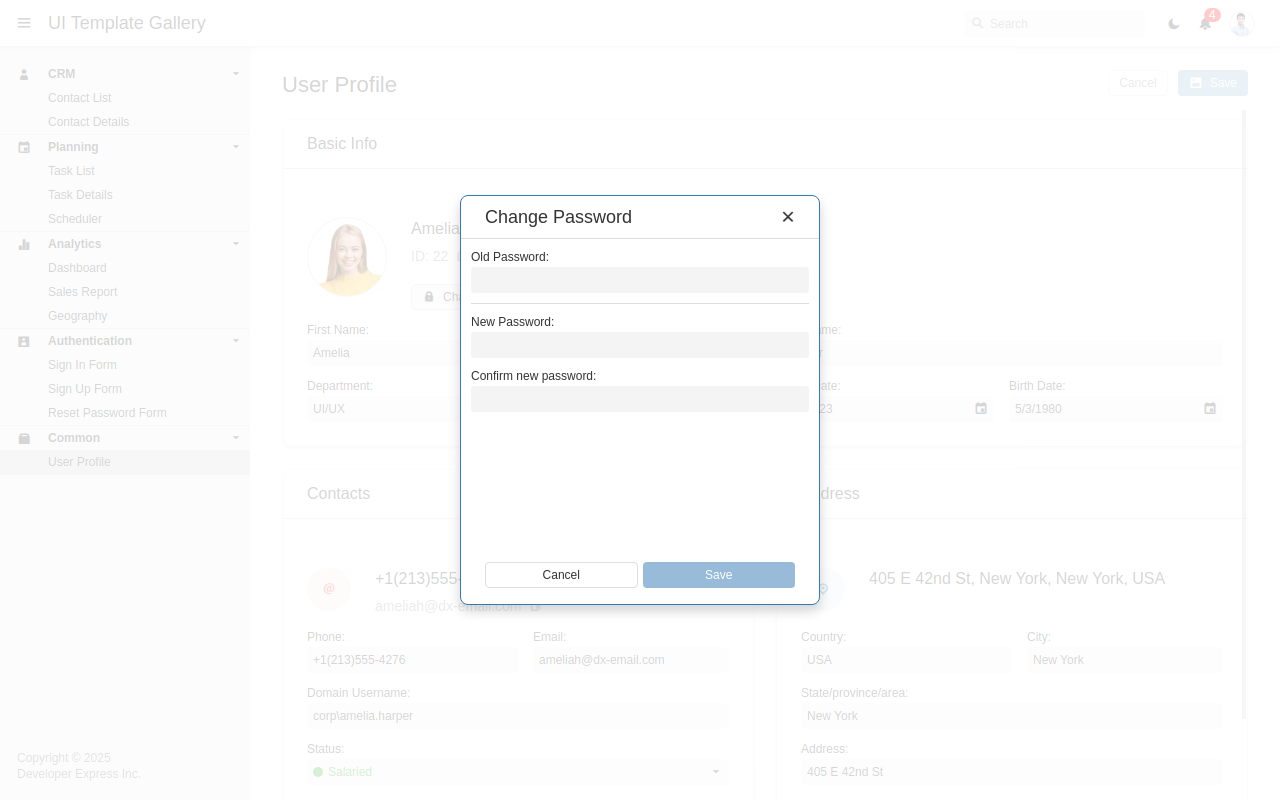 UI Template Gallery
Search
4
CRM
Contact List
Contact Details
Planning
Task List
Task Details
Scheduler
Analytics
Dashboard
Sales Report
Geography
Authentication
Sign In Form
Sign Up Form
Reset Password Form
Common
User Profile
Copyright © 2025
Developer Express Inc.
User Profile
Cancel
Save
Basic Info
Amelia
ID: 22
First Name:
Amelia
Department:
UI/UX
Birth Date:
5/3/1980
Change Password
Old Password:
New Password:
Confirm new password:
Cancel
Save
Contacts
+1(213)555-
ameliah@dx-email.com
Phone:
+1(213)555-4276
Email:
ameliah@dx-email.com
Domain Username:
corp\amelia.harper
Status:
Salaried
405 E 42nd St, New York, New York, USA
Country:
USA
City:
New York
State/province/area:
New York
Address:
405 E 42nd St